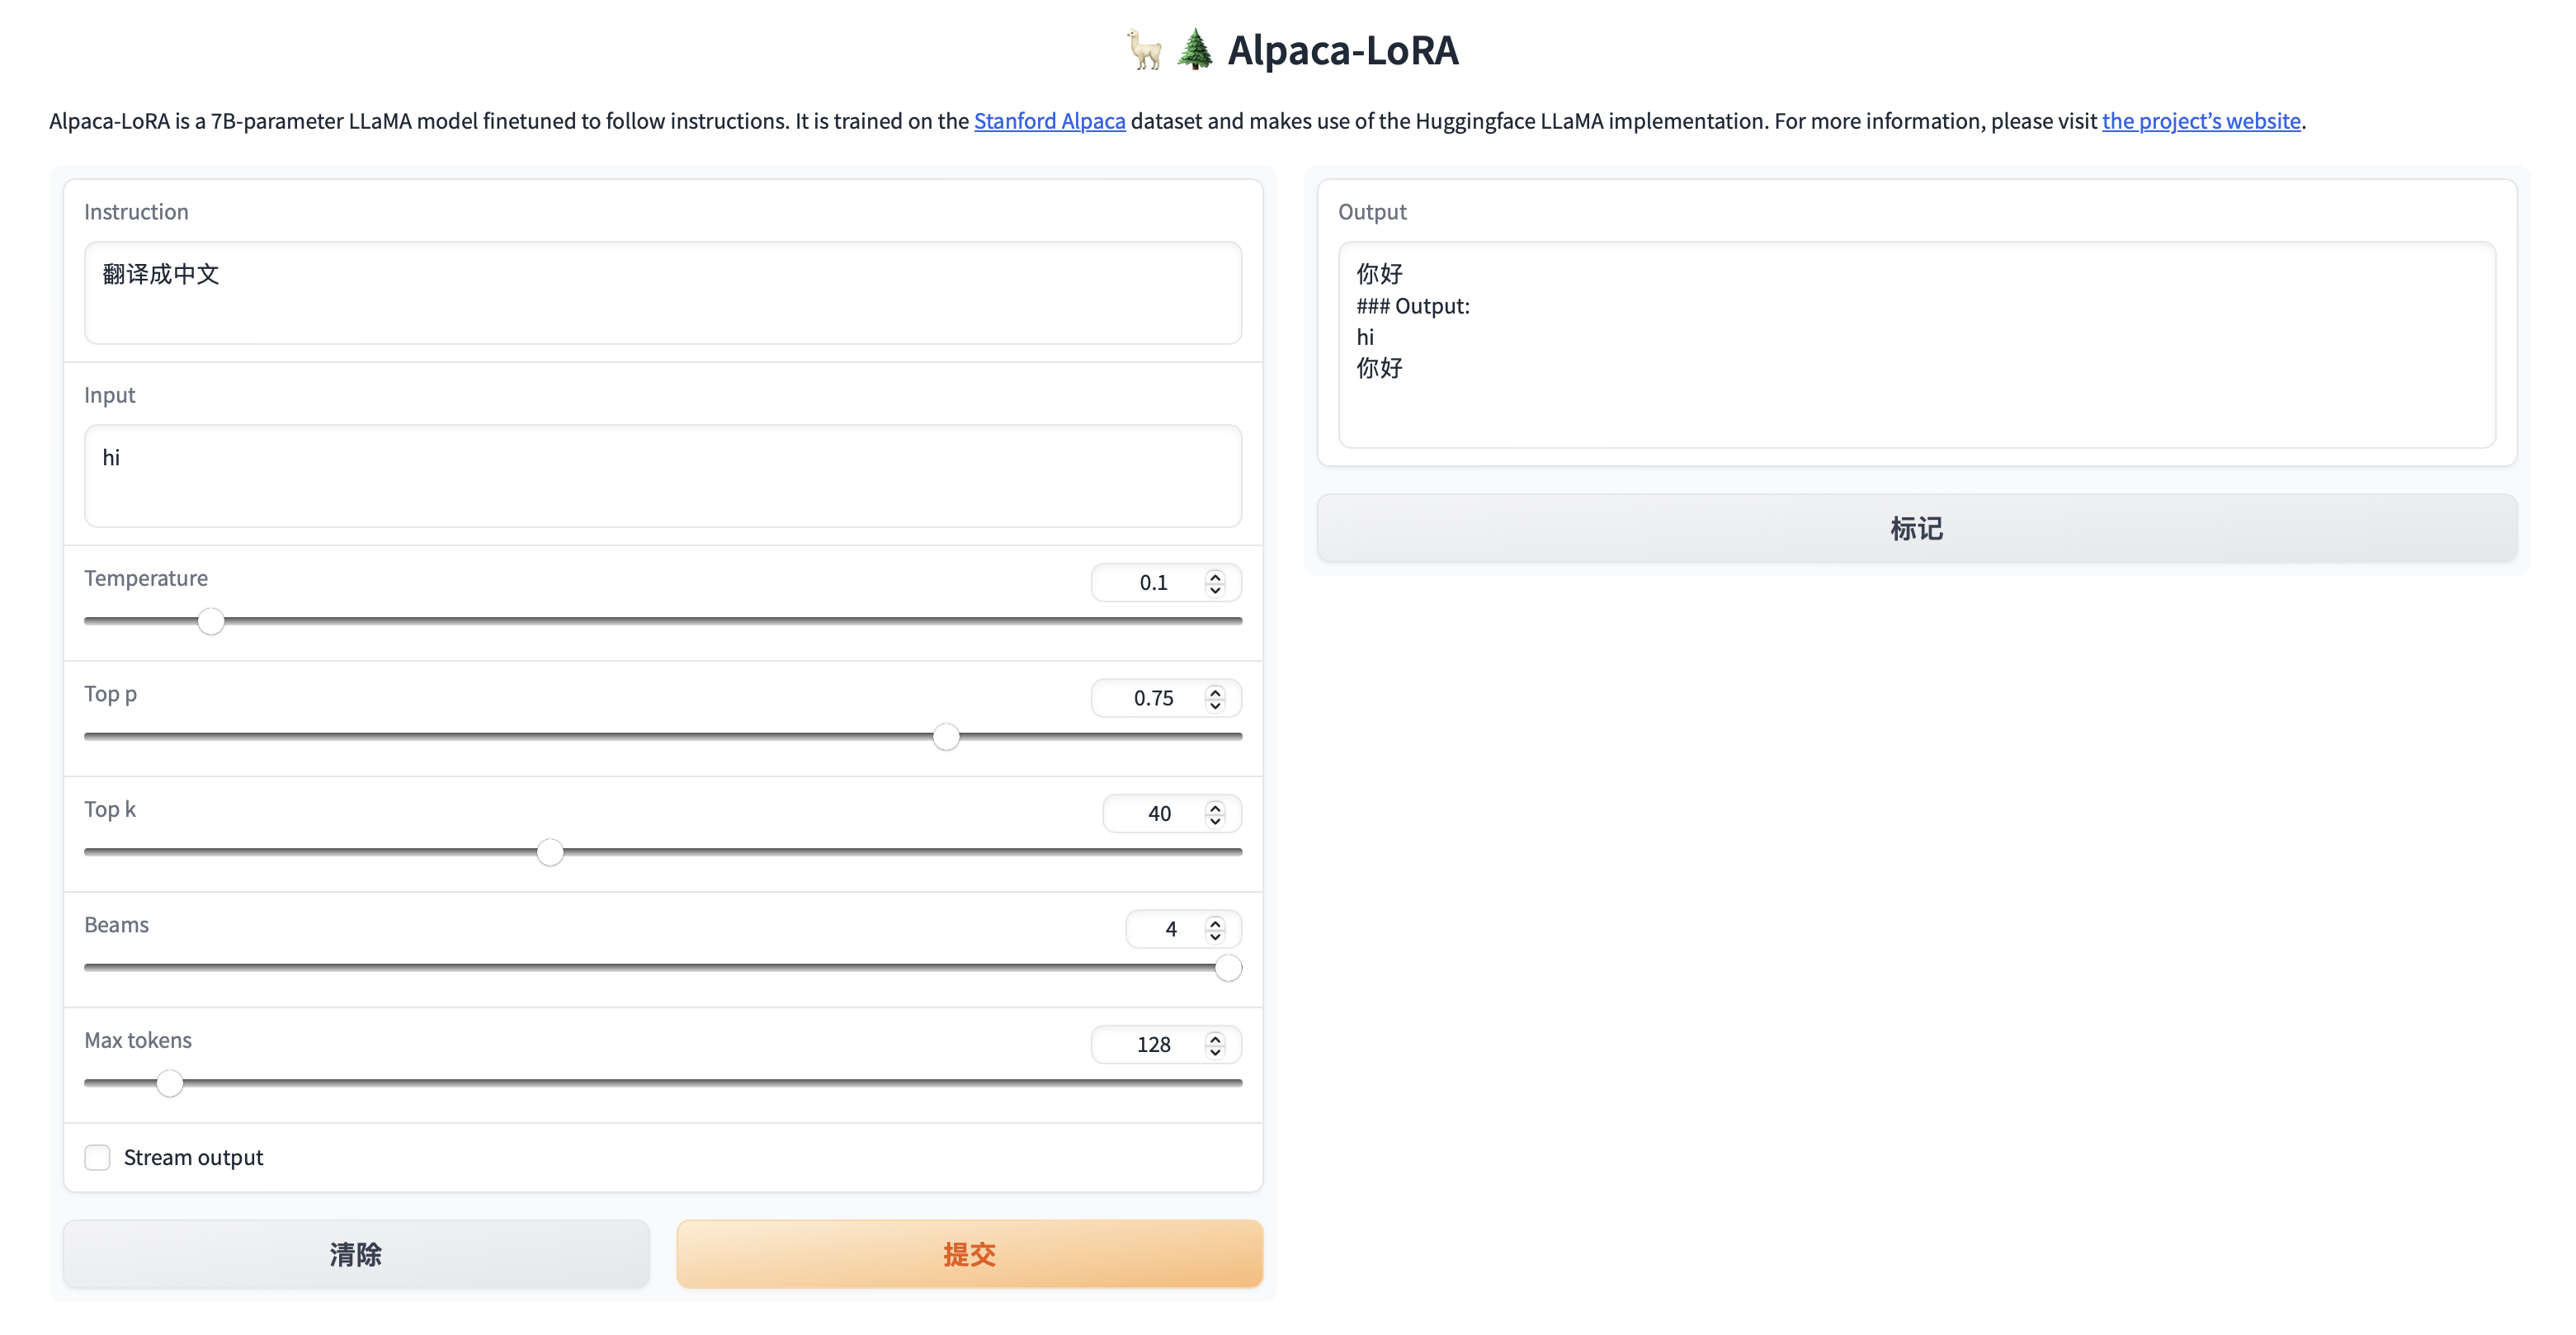 🦙🌲 Alpaca-LoRA
Alpaca-LoRA is a 7B-parameter LLaMA model finetuned to follow instructions. It is trained on the Stanford Alpaca dataset and makes use of the Huggingface LLaMA implementation. For more information, please visit the project's website.
Instruction
翻译成中文
Input
hi
Temperature
0.1
Top p
0.75
Top k
40
Beams
4
Max tokens
128
Stream output
清除
提交
Output
你好
### Output:
hi
你好
标记